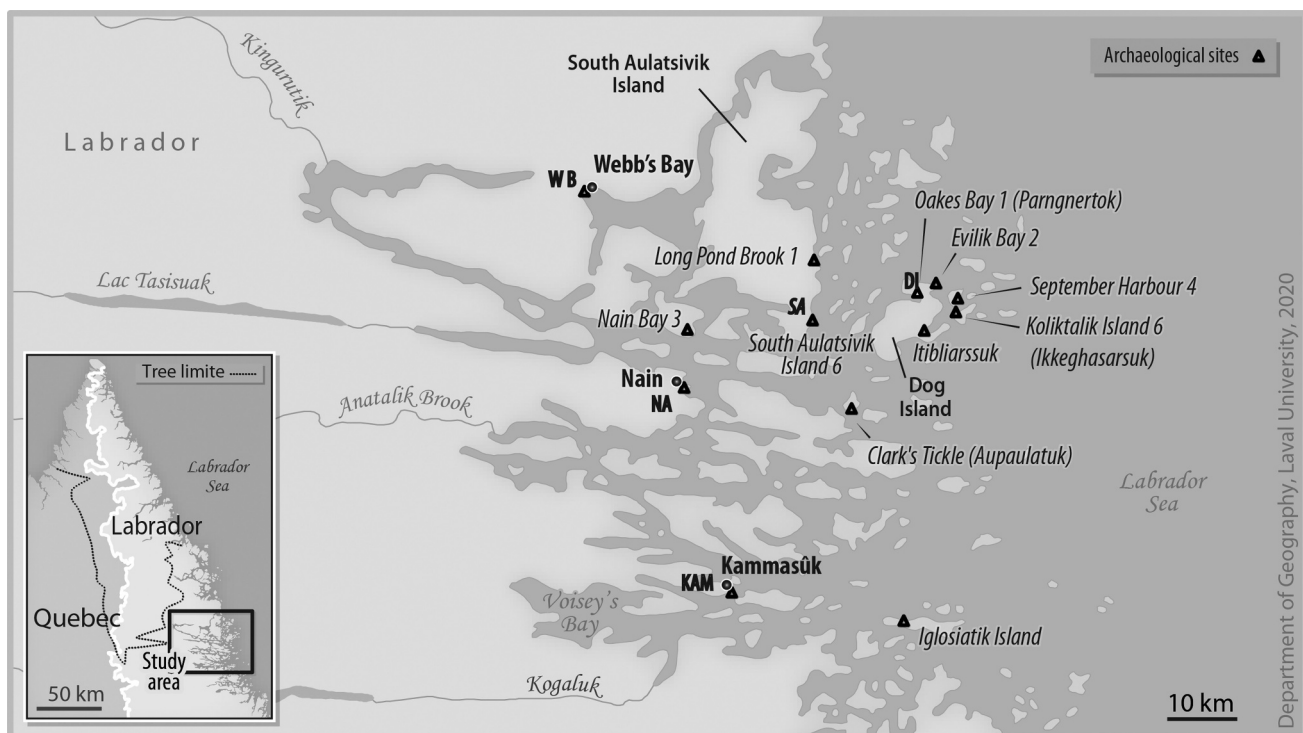 Kingurutik
South Aulatsivik
Island
Archaeological sites
Labrador
W B
Webb's Bay
Oakes Bay 1 (Parngnertok)
Evilik Bay 2
Long Pond Brook 1
Lac Tasisuak
DI
September Harbour 4
SA
Nain Bay 3
South Aulatsivik
Island 6
Koliktalik Island 6
(Ikkeghasarsuk)
Itibliarssuk
Nain
NA
Dog
Island
Anatalik Brook
Clark's Tickle (Aupaulatuk)
Labrador
Sea
Kammasûk
KAM
Voisey's
Bay
Iglosiatik Island
Kogaluk
10 km
Tree limite
Labrador
Sea
Labrador
Quebec
Study
area
50 km
Department of Geography, Laval University, 2020